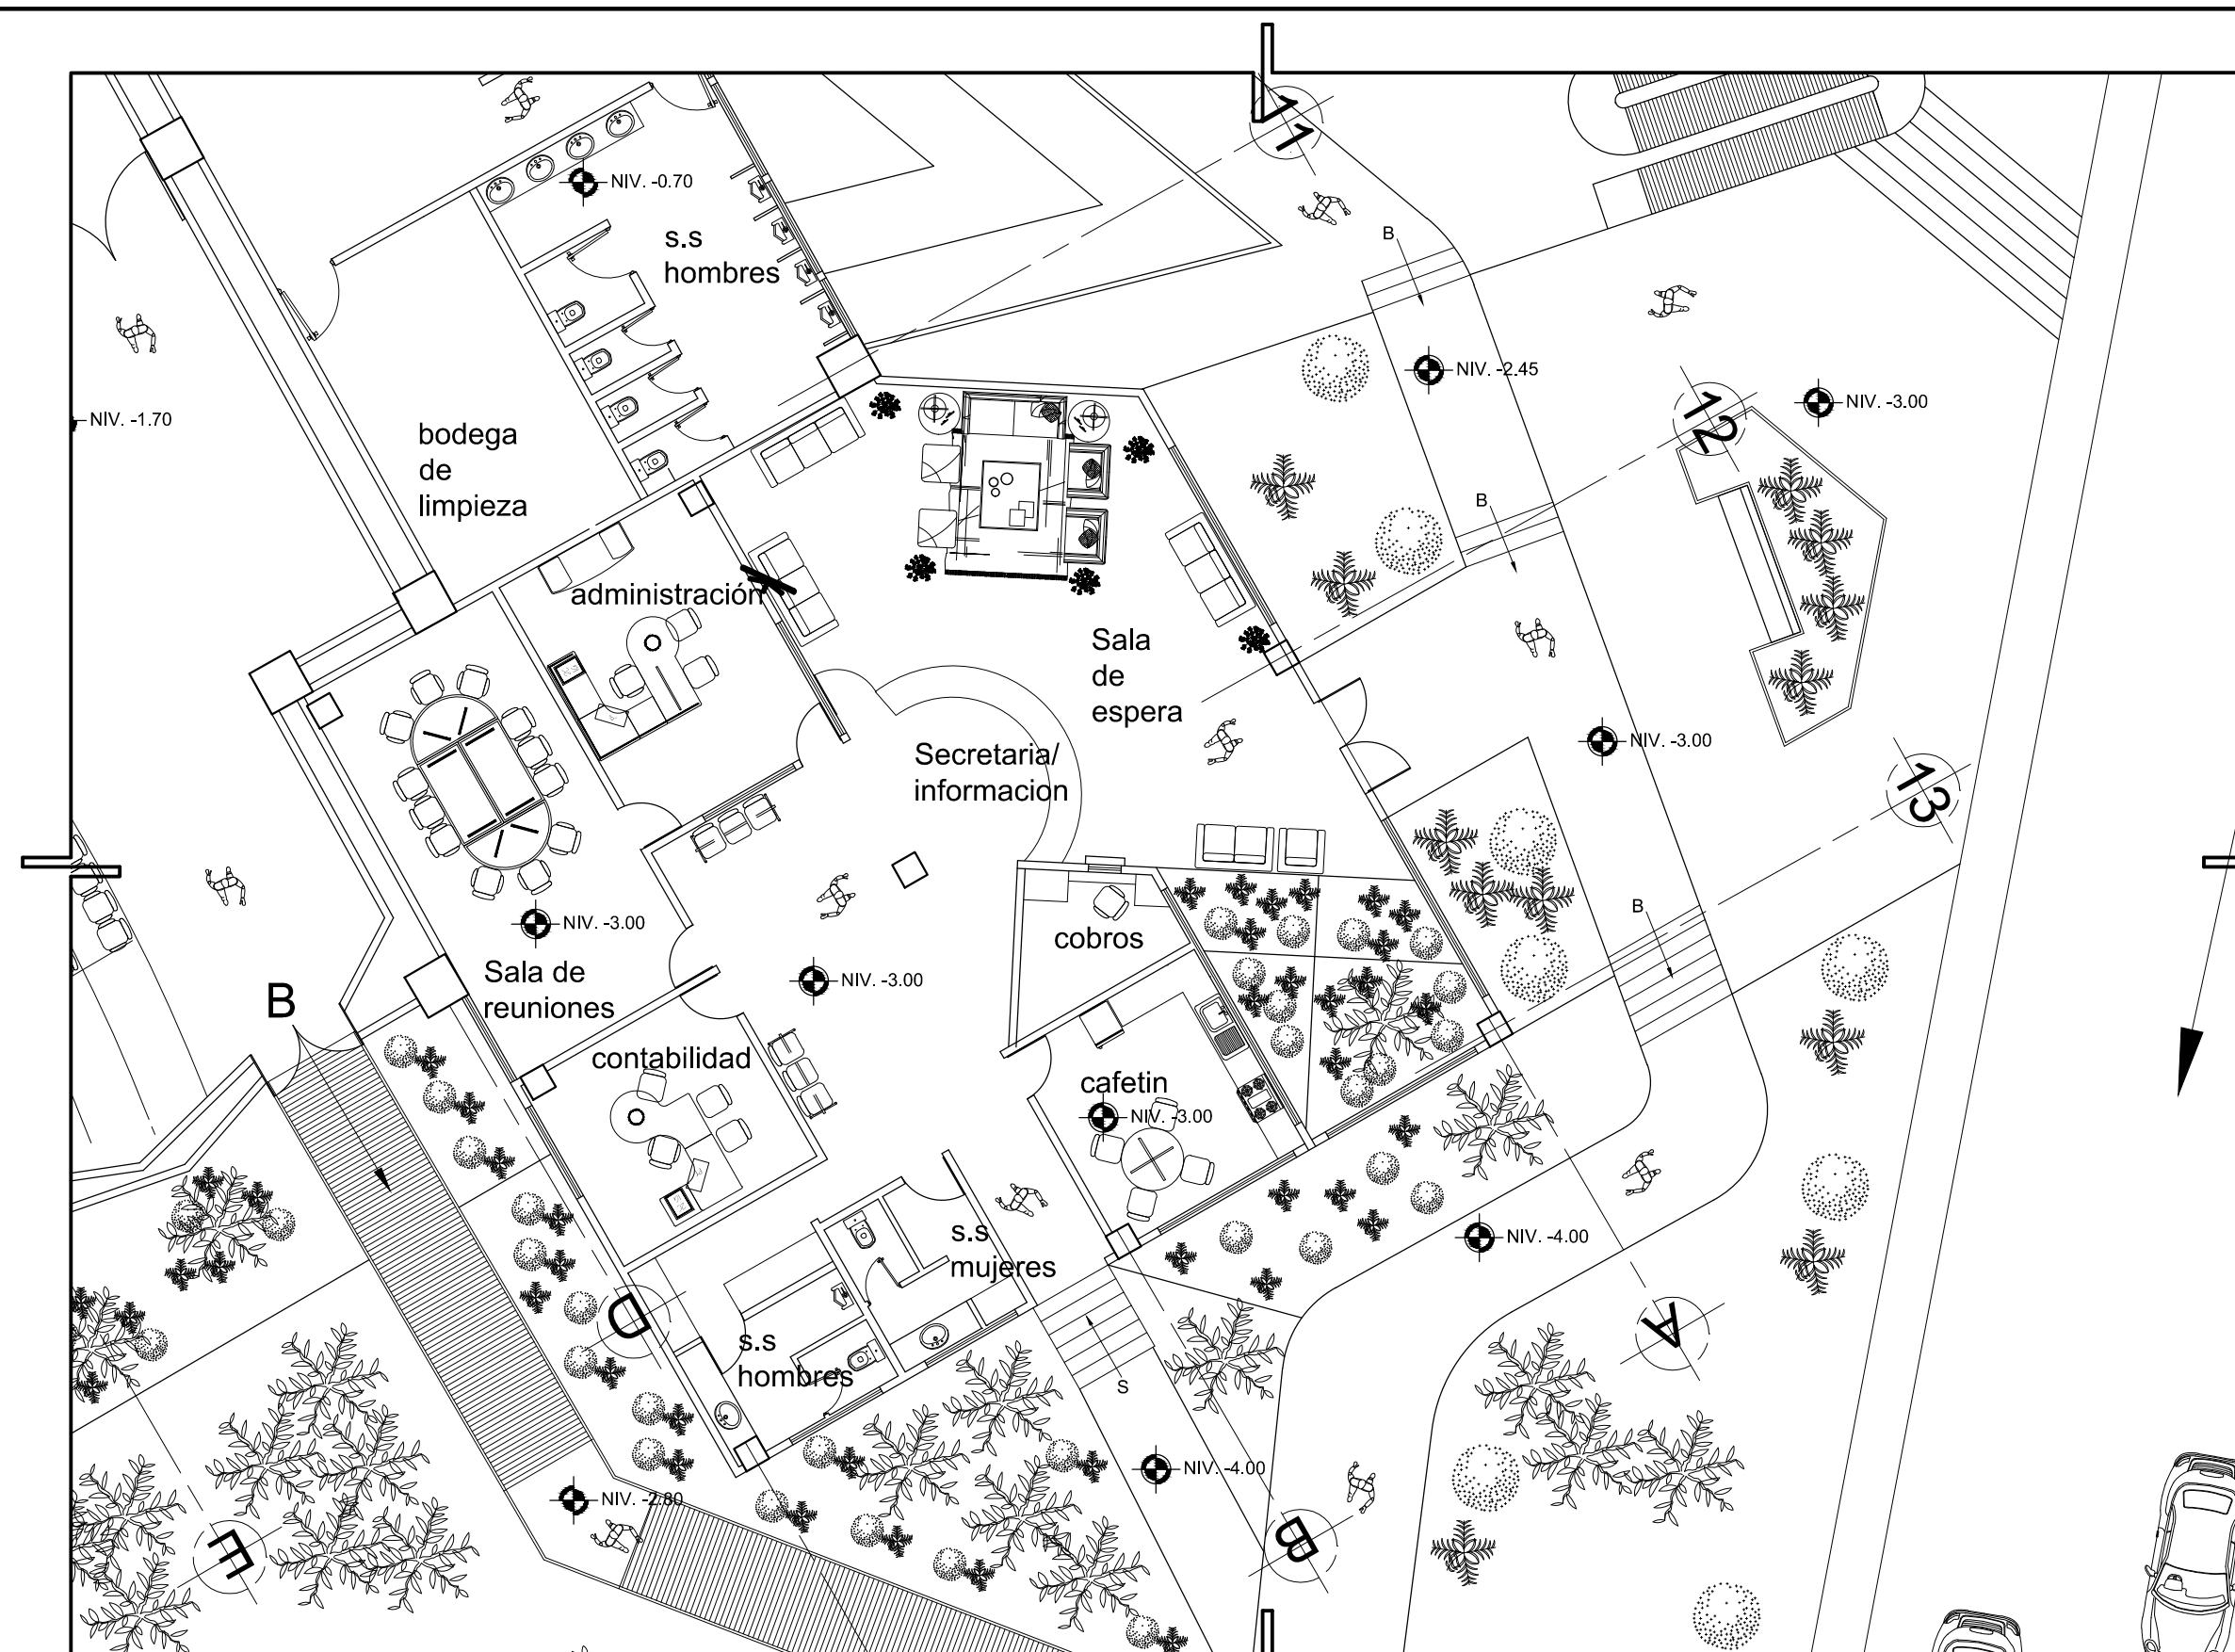 11
NIV. -0.70
B
s.s
hombres
NIV. -2.45
NIV. -3.00
NIV. -1.70
12
bodega
de
limpieza
B
administración
Sala
de
espera
NIV. -3.00
Secretaria/
informacion
13
NIV. -3.00
B
cobros
Sala de
reuniones
NIV. -3.00
B
contabilidad
cafetin
NIV. -3.00
s.s
mujeres
NIV. -4.00
D
A
s.s
hombres
S
NIV. -4.00
NIV. -2.80
B
E